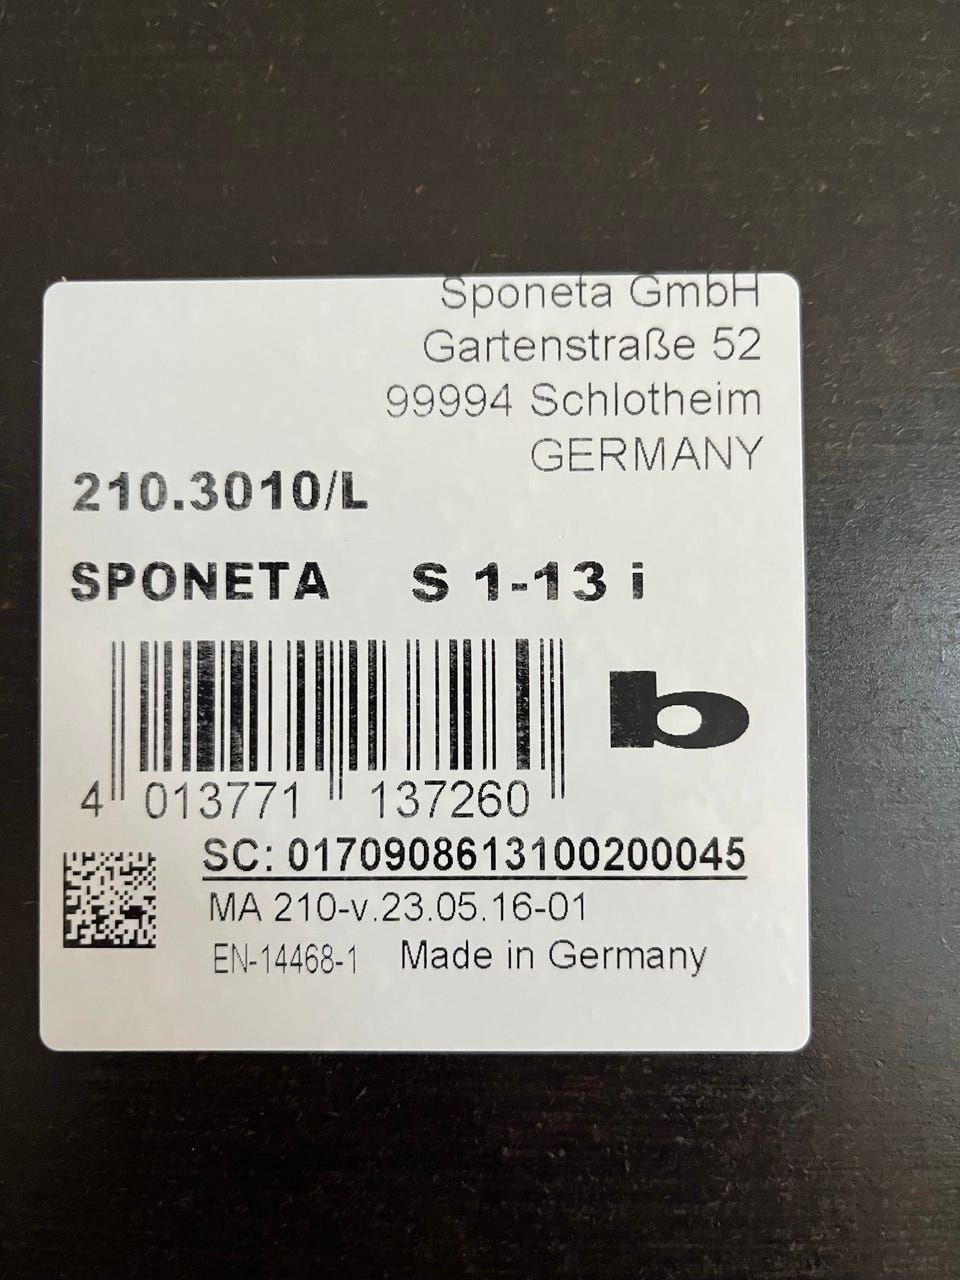 Sponeta GmbH
Gartenstraße 52
99994 Schlotheim
GERMANY
210.3010/L
SPONETA S 1-13 i
b
4 013771 137260
SC: 0170908613100200045
MA 210-v.23.05.16-01
EN-14468-1 Made in Germany